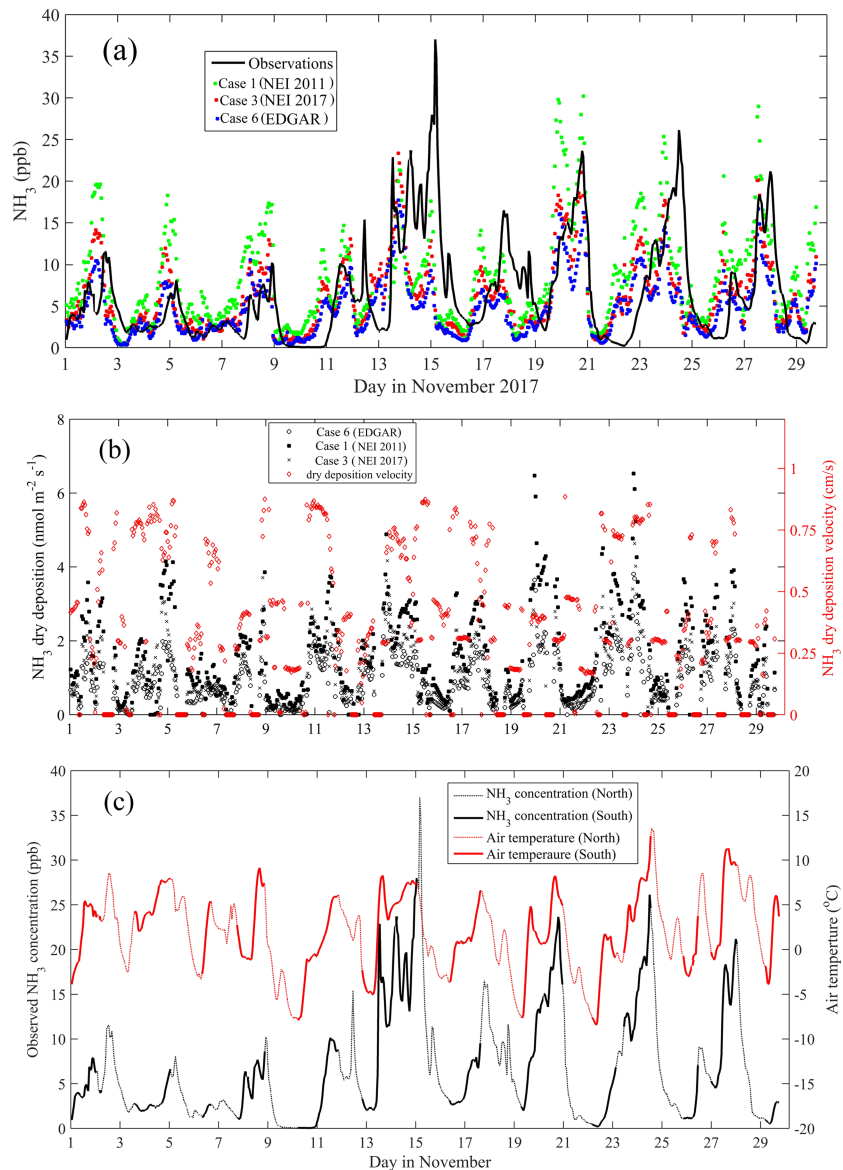 (a)
Observations
Case 1 (NEI 2011)
Case 3 (NEI 2017)
Case 6 (EDGAR)
NH3 (ppb)
40
35
30
25
20
15
10
5
0
1 3 5 7 9 11 13 15 17 19 21 23 25 27 29
Day in November 2017
(b)
Case 6 (EDGAR)
Case 1 (NEI 2011)
Case 3 (NEI 2017)
dry deposition velocity
NH3 dry deposition (nmol m-2 s-1)
8
6
4
2
0
NH3 dry deposition velocity (cm/s)
1
0.75
0.5
0.25
0
1 3 5 7 9 11 13 15 17 19 21 23 25 27 29
(c)
NH3 concentration (North)
NH3 concentration (South)
Air temperature (North)
Air temperaure (South)
Observed NH3 concentration (ppb)
40
35
30
25
20
15
10
5
0
Air temperture (oC)
20
15
10
5
0
-5
-10
-15
-20
1 3 5 7 9 11 13 15 17 19 21 23 25 27 29
Day in November